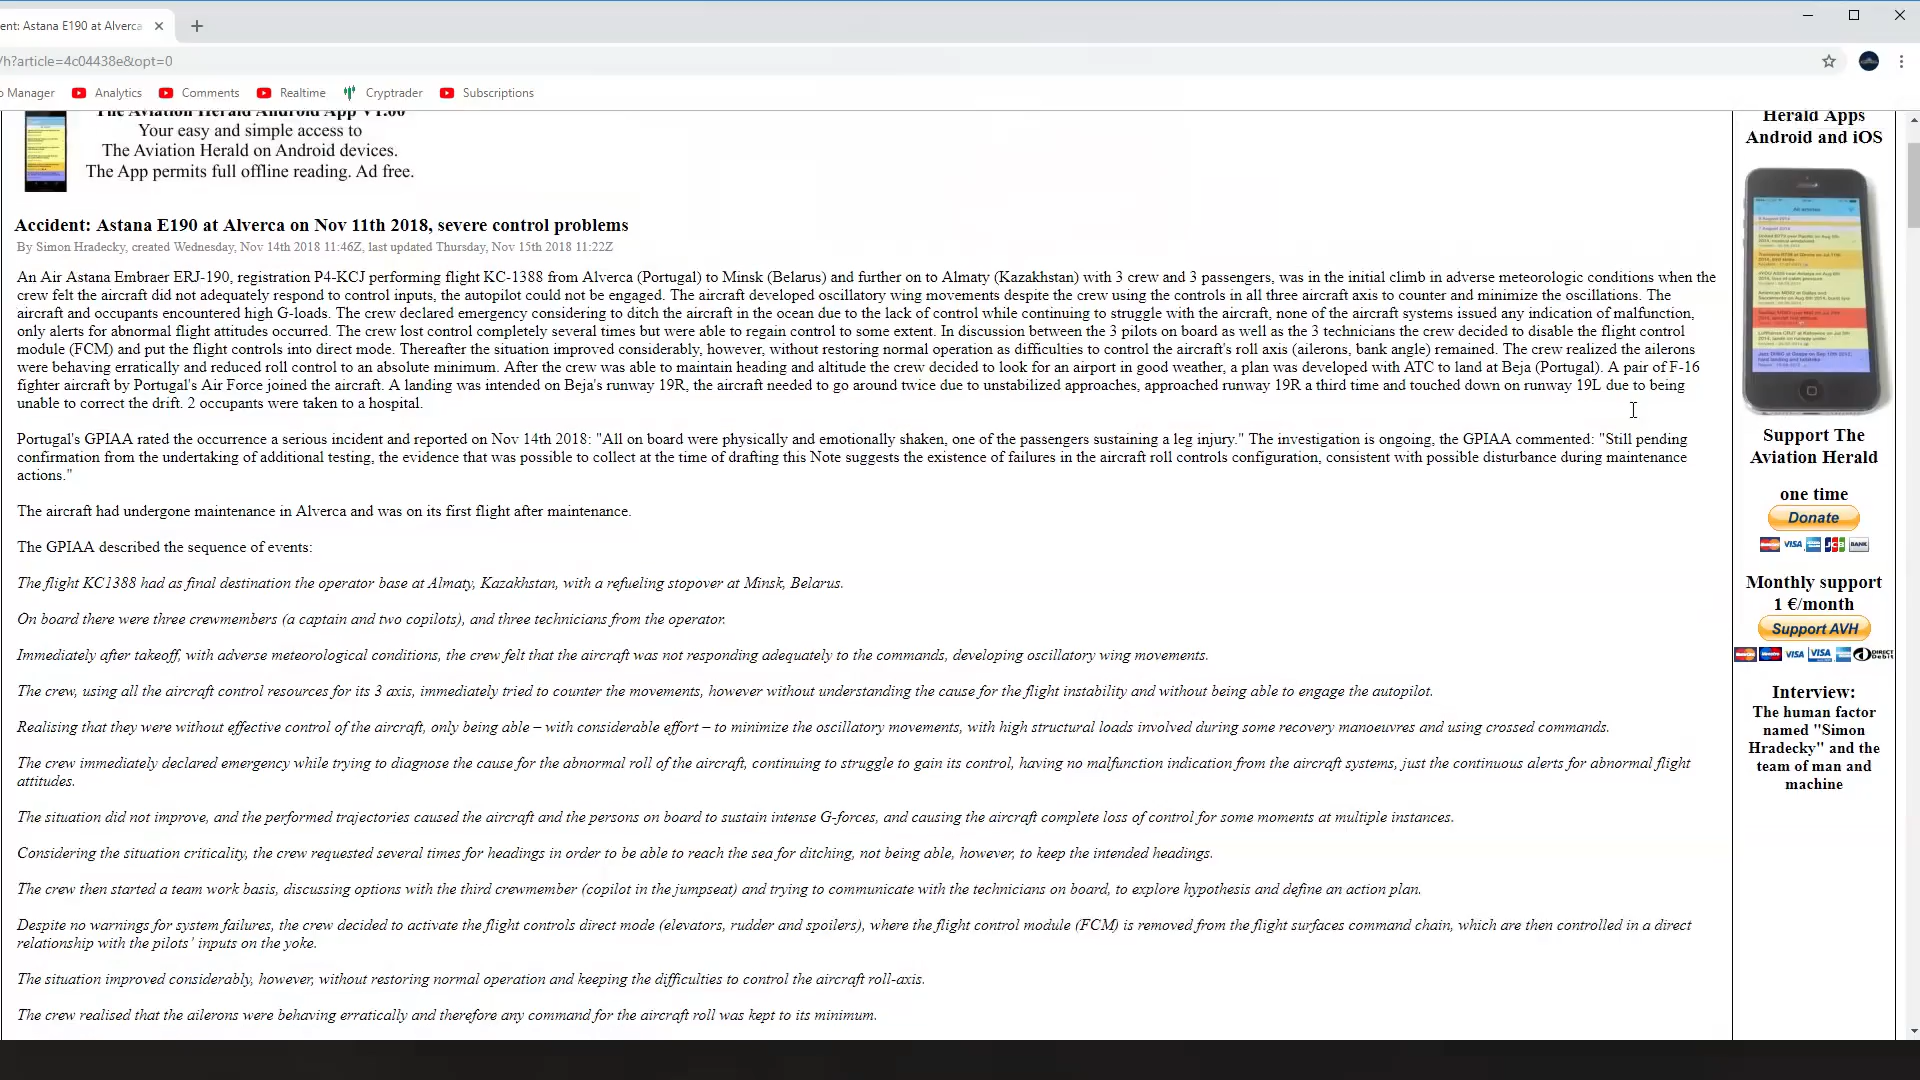 ent: Astana E190 at Alverca
/h?article=4c04438e&opt=0
Manager Analytics Comments Realtime Cryptrader Subscriptions
The Aviation Herald Android App V1.00
Your easy and simple access to
The Aviation Herald on Android devices.
The App permits full offline reading. Ad free.
Accident: Astana E190 at Alverca on Nov 11th 2018, severe control problems
By Simon Hradecky, created Wednesday, Nov 14th 2018 11:46Z, last updated Thursday, Nov 15th 2018 11:22Z
An Air Astana Embraer ERJ-190, registration P4-KCJ performing flight KC-1388 from Alverca (Portugal) to Minsk (Belarus) and further on to Almaty (Kazakhstan) with 3 crew and 3 passengers, was in the initial climb in adverse meteorologic conditions when the
crew felt the aircraft did not adequately respond to control inputs, the autopilot could not be engaged. The aircraft developed oscillatory wing movements despite the crew using the controls in all three aircraft axis to counter and minimize the oscillations. The
aircraft and occupants encountered high G-loads. The crew declared emergency considering to ditch the aircraft in the ocean due to the lack of control while continuing to struggle with the aircraft, none of the aircraft systems issued any indication of malfunction,
only alerts for abnormal flight attitudes occurred. The crew lost control completely several times but were able to regain control to some extent. In discussion between the 3 pilots on board as well as the 3 technicians the crew decided to disable the flight control
module (FCM) and put the flight controls into direct mode. Thereafter the situation improved considerably, however, without restoring normal operation as difficulties to control the aircraft's roll axis (ailerons, bank angle) remained. The crew realized the ailerons
were behaving erratically and reduced roll control to an absolute minimum. After the crew was able to maintain heading and altitude the crew decided to look for an airport in good weather, a plan was developed with ATC to land at Beja (Portugal). A pair of F-16
fighter aircraft by Portugal's Air Force joined the aircraft. A landing was intended on Beja's runway 19R, the aircraft needed to go around twice due to unstabilized approaches, approached runway 19R a third time and touched down on runway 19L due to being
unable to correct the drift. 2 occupants were taken to a hospital.
Portugal's GPIAA rated the occurrence a serious incident and reported on Nov 14th 2018: "All on board were physically and emotionally shaken, one of the passengers sustaining a leg injury." The investigation is ongoing, the GPIAA commented: "Still pending
confirmation from the undertaking of additional testing, the evidence that was possible to collect at the time of drafting this Note suggests the existence of failures in the aircraft roll controls configuration, consistent with possible disturbance during maintenance
actions."
The aircraft had undergone maintenance in Alverca and was on its first flight after maintenance.
The GPIAA described the sequence of events:
The flight KC1388 had as final destination the operator base at Almaty, Kazakhstan, with a refueling stopover at Minsk, Belarus.
On board there were three crewmembers (a captain and two copilots), and three technicians from the operator.
Immediately after takeoff, with adverse meteorological conditions, the crew felt that the aircraft was not responding adequately to the commands, developing oscillatory wing movements.
The crew, using all the aircraft control resources for its 3 axis, immediately tried to counter the movements, however without understanding the cause for the flight instability and without being able to engage the autopilot.
Realising that they were without effective control of the aircraft, only being able – with considerable effort – to minimize the oscillatory movements, with high structural loads involved during some recovery manoeuvres and using crossed commands.
The crew immediately declared emergency while trying to diagnose the cause for the abnormal roll of the aircraft, continuing to struggle to gain its control, having no malfunction indication from the aircraft systems, just the continuous alerts for abnormal flight
attitudes.
The situation did not improve, and the performed trajectories caused the aircraft and the persons on board to sustain intense G-forces, and causing the aircraft complete loss of control for some moments at multiple instances.
Considering the situation criticality, the crew requested several times for headings in order to be able to reach the sea for ditching, not being able, however, to keep the intended headings.
The crew then started a team work basis, discussing options with the third crewmember (copilot in the jumpseat) and trying to communicate with the technicians on board, to explore hypothesis and define an action plan.
Despite no warnings for system failures, the crew decided to activate the flight controls direct mode (elevators, rudder and spoilers), where the flight control module (FCM) is removed from the flight surfaces command chain, which are then controlled in a direct
relationship with the pilots' inputs on the yoke.
The situation improved considerably, however, without restoring normal operation and keeping the difficulties to control the aircraft roll-axis.
The crew realised that the ailerons were behaving erratically and therefore any command for the aircraft roll was kept to its minimum.
Herald Apps
Android and iOS
Support The
Aviation Herald
one time
Donate
VISA JCB BANK
Monthly support
1 €/month
Support AVH
VISA VISA DIRECT Debit
Interview:
The human factor
named "Simon
Hradecky" and the
team of man and
machine